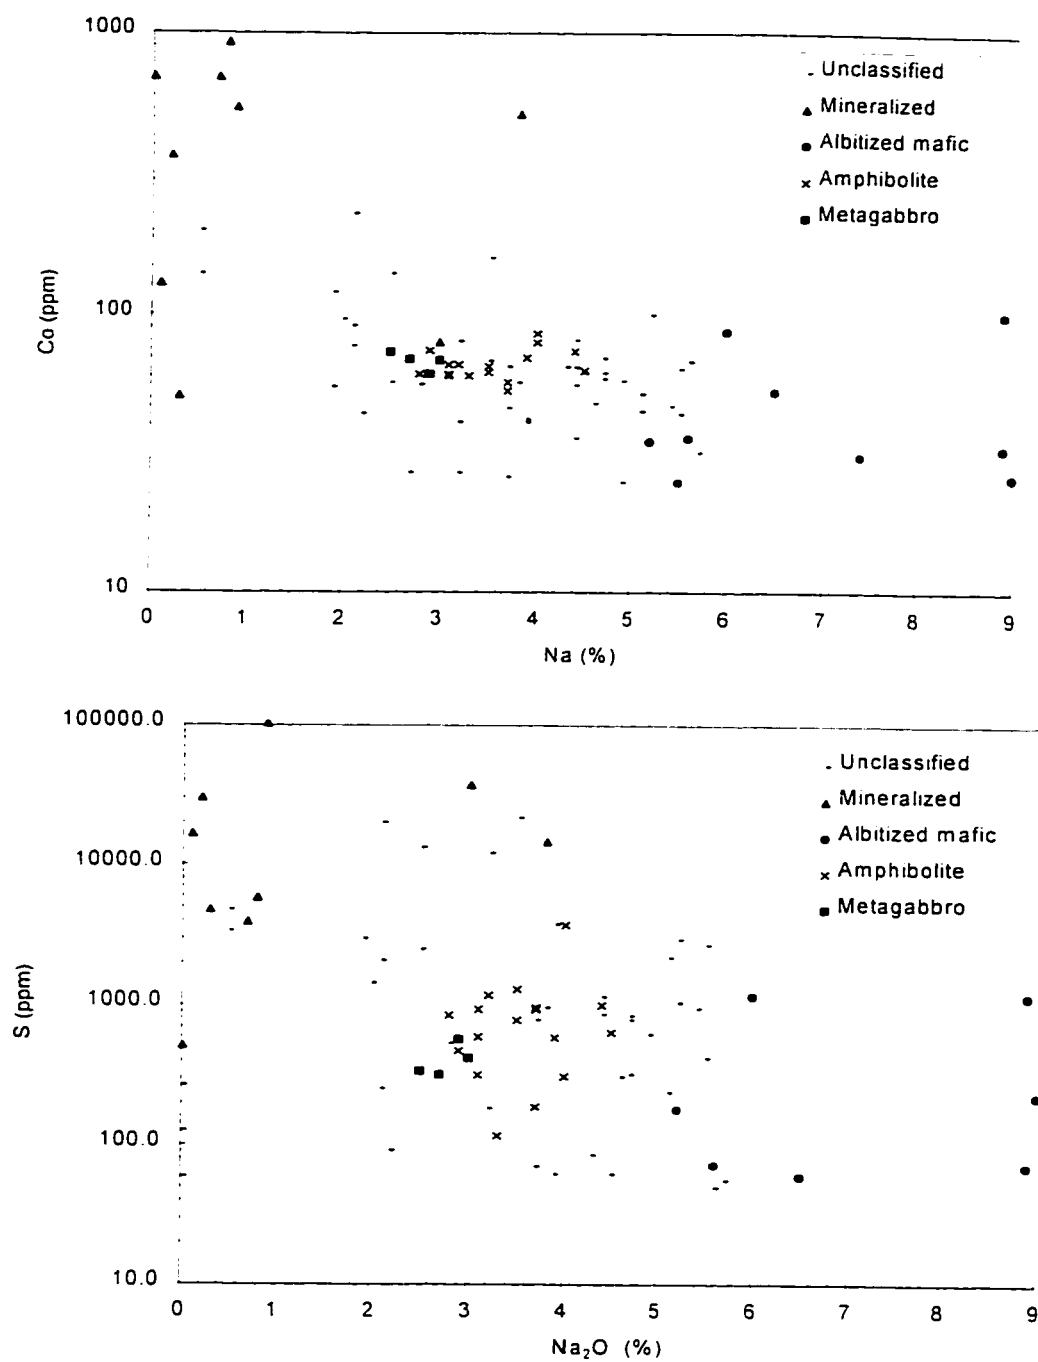 1000
Unclassified
Mineralized
Albitized mafic
Amphibolite
Metagabbro
Co (ppm)
100
10
0 1 2 3 4 5 6 7 8 9
Na (%)
100000.0
Unclassified
Mineralized
Albitized mafic
Amphibolite
Metagabbro
10000.0
S (ppm)
1000.0
100.0
10.0
0 1 2 3 4 5 6 7 8 9
Na₂O (%)